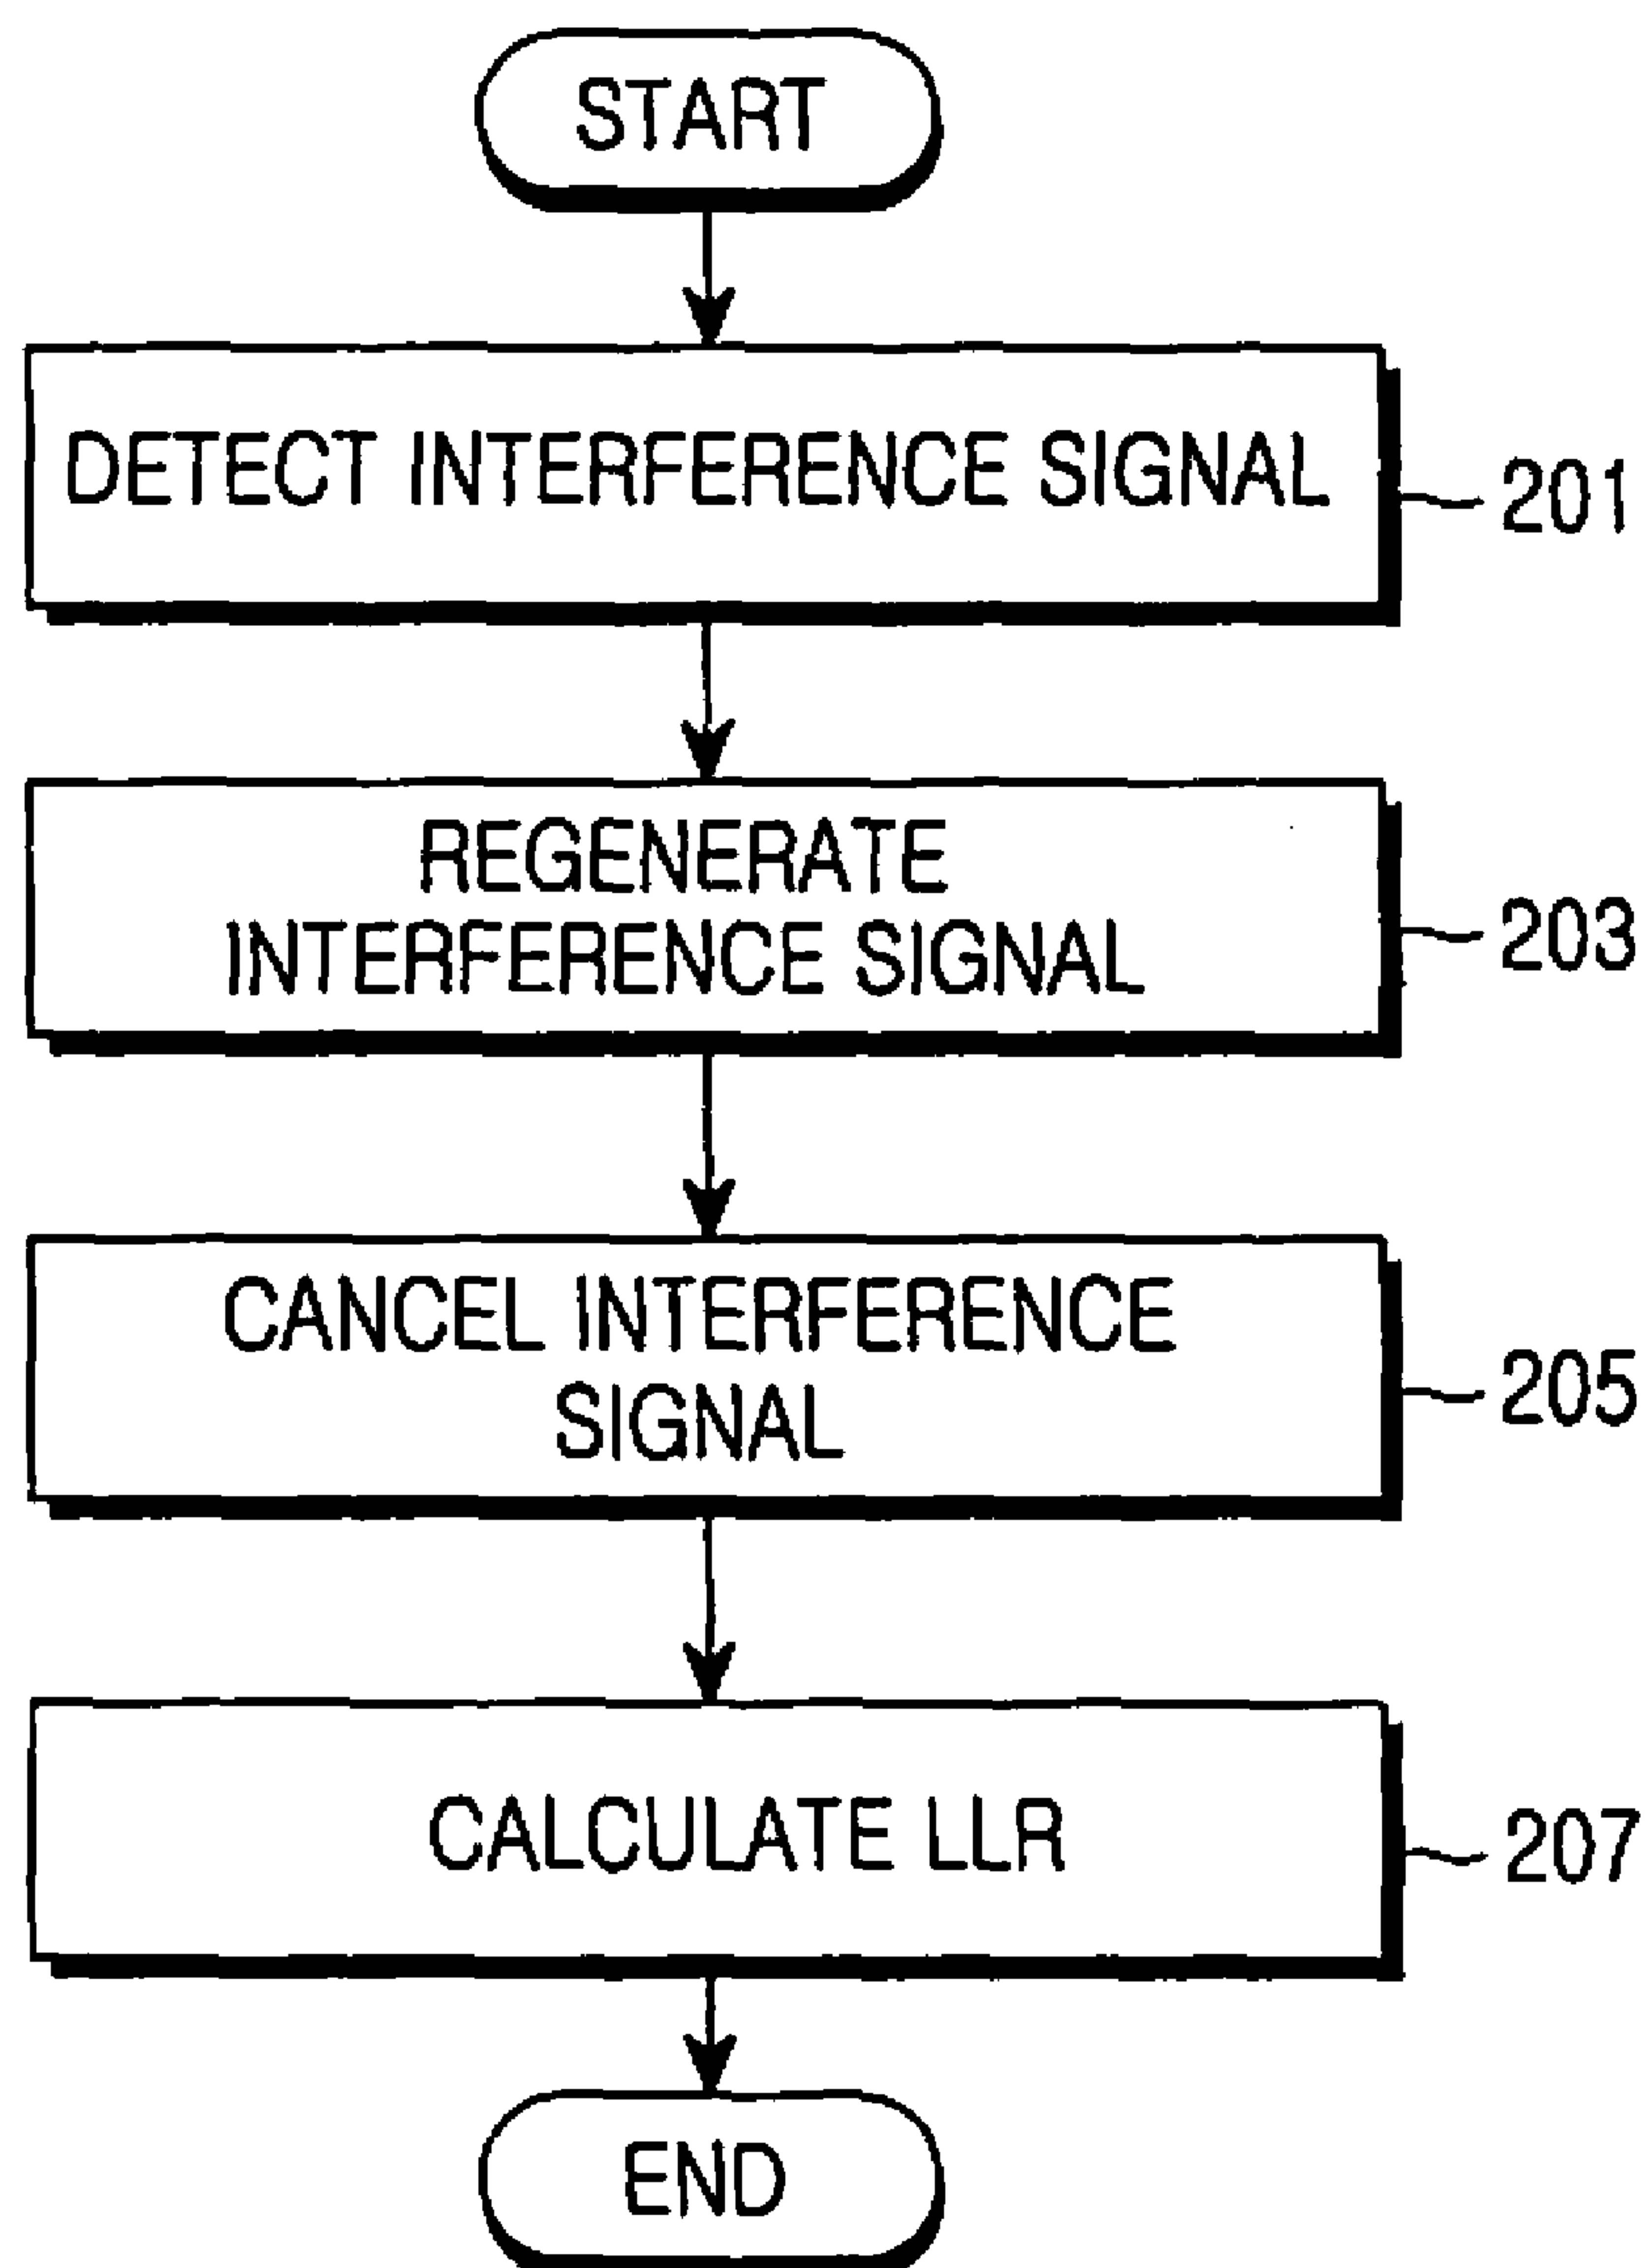 START
DETECT INTERFERENCE SIGNAL
201
REGENERATE
INTERFERENCE SIGNAL
203
CANCEL INTERFERENCE
SIGNAL
205
CALCULATE LLR
207
END